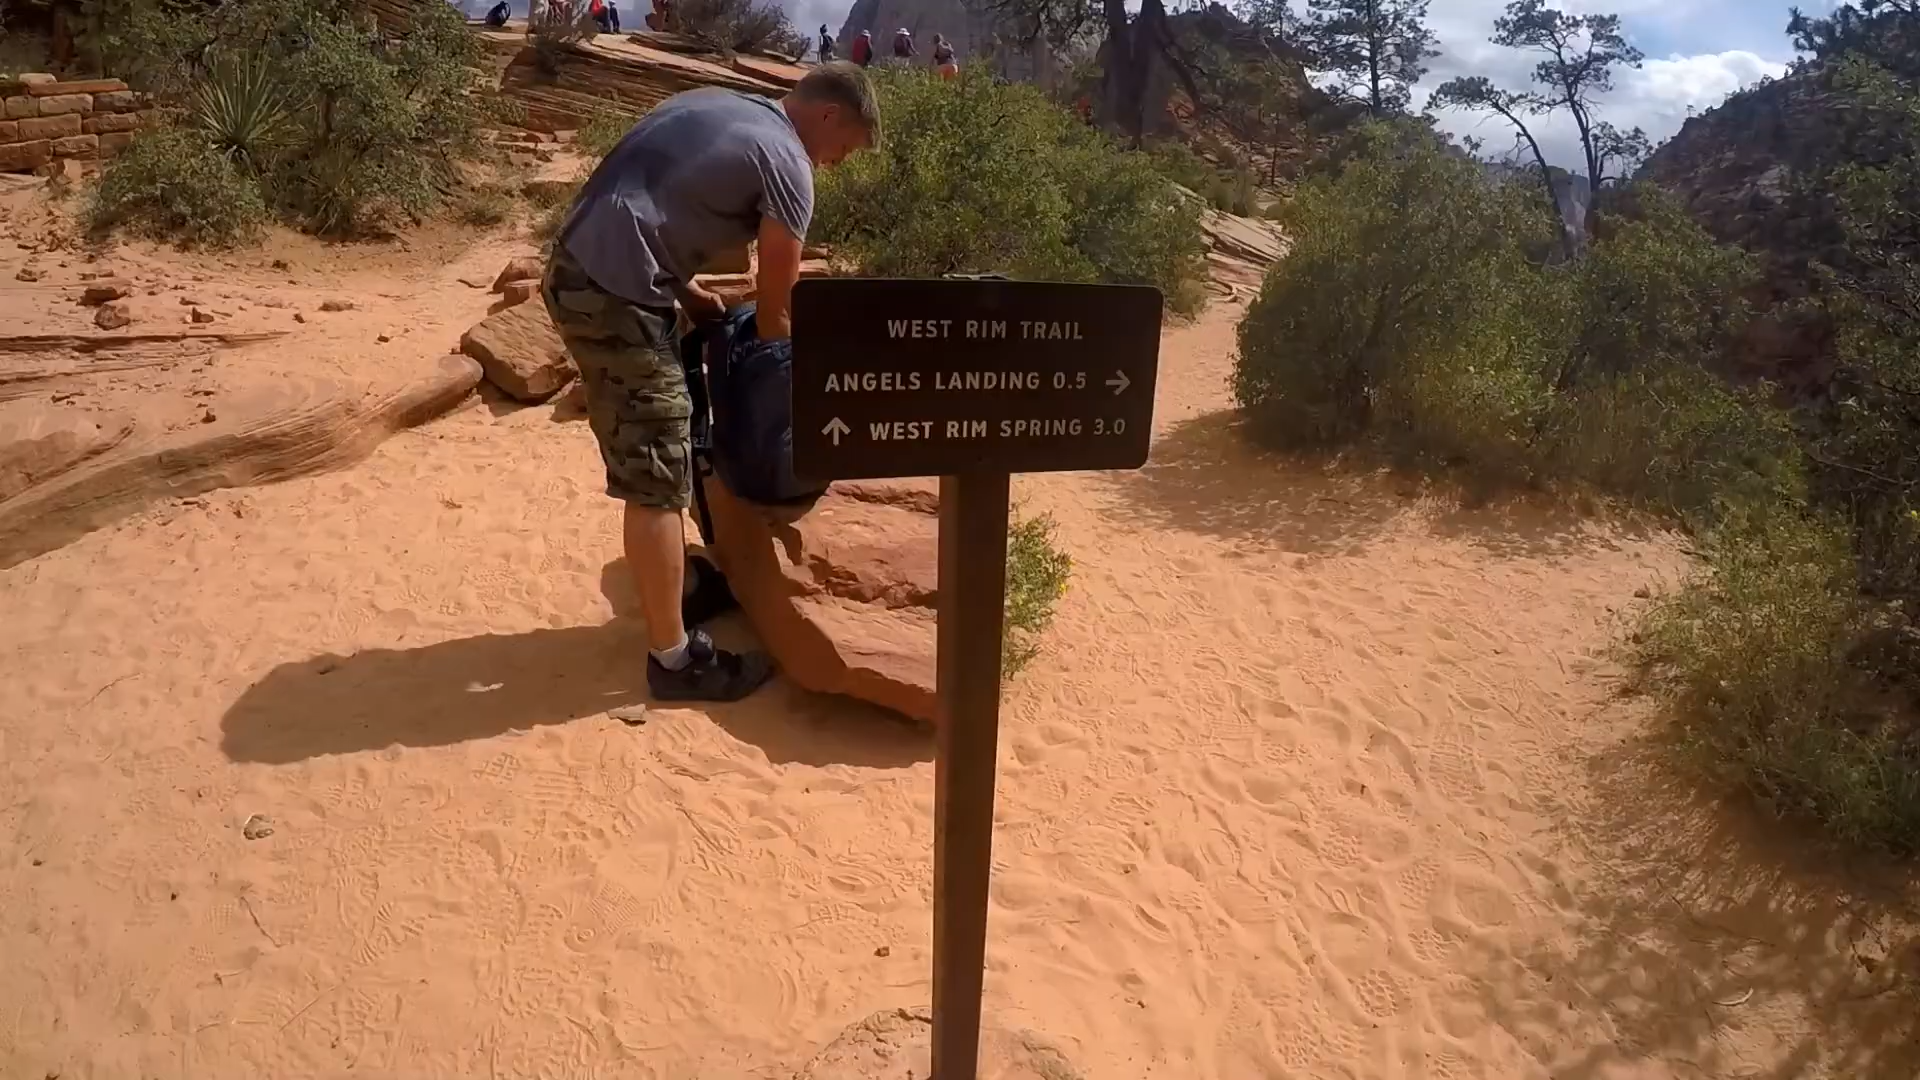 WEST RIM TRAIL
ANGELS LANDING 0.5 →
↑ WEST RIM SPRING 3.0